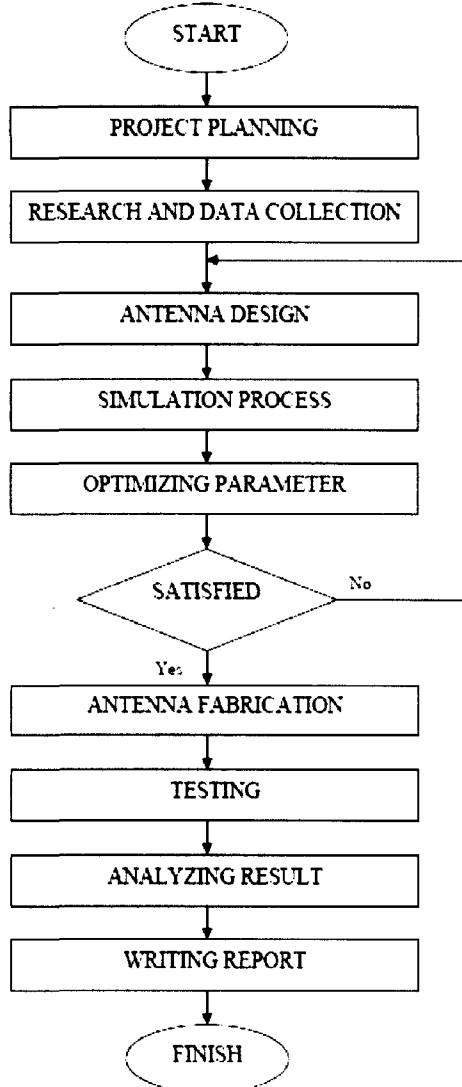 START
PROJECT PLANNING
RESEARCH AND DATA COLLECTION
ANTENNA DESIGN
SIMULATION PROCESS
OPTIMIZING PARAMETER
SATISFIED
No
Yes
ANTENNA FABRICATION
TESTING
ANALYZING RESULT
WRITING REPORT
FINISH